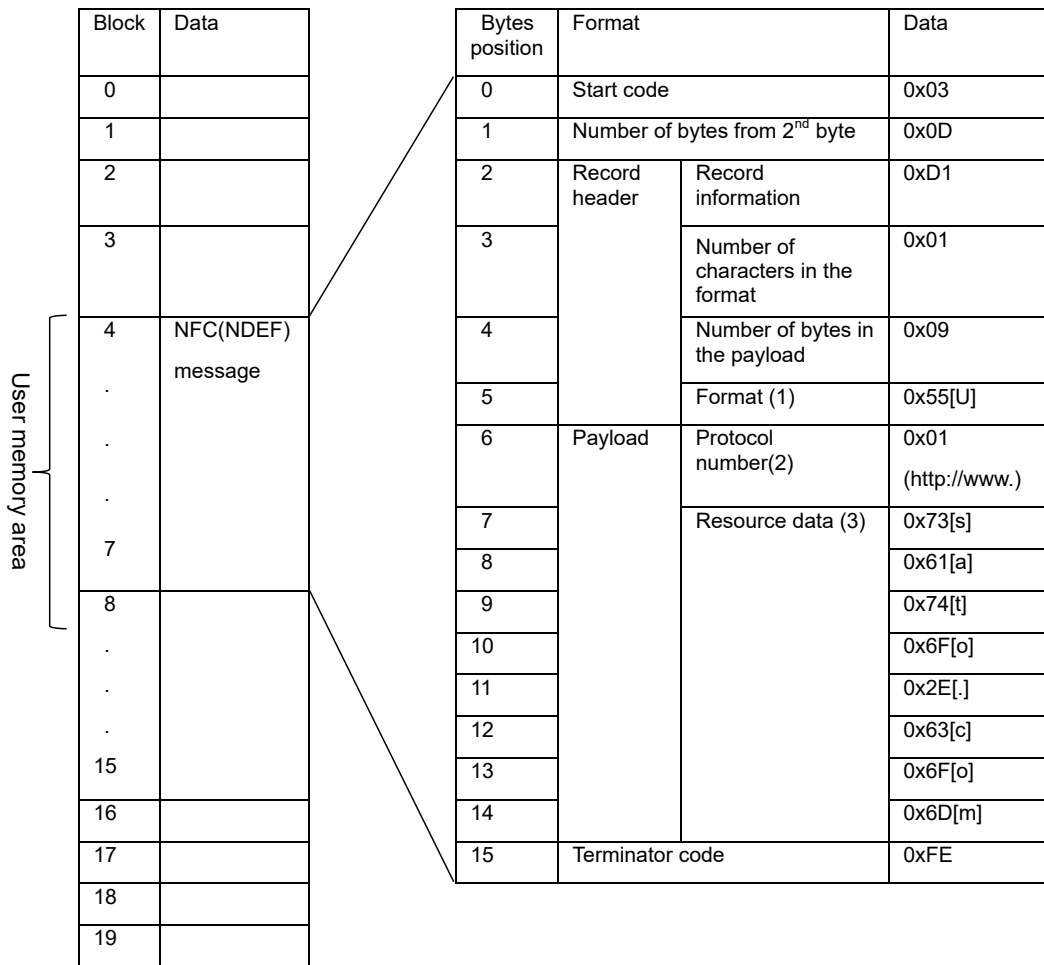 Block Data
0
1
2
3
4 NFC(NDEF)
message
.
.
.
7
8
.
.
.
15
16
17
18
19
User memory area
Bytes position Format Data
0 Start code 0x03
1 Number of bytes from 2nd byte 0x0D
2 Record header Record information 0xD1
3 Number of characters in the format 0x01
4 Number of bytes in the payload 0x09
5 Format (1) 0x55[U]
6 Payload Protocol number(2) 0x01
(http://www.)
7 Resource data (3) 0x73[s]
8 0x61[a]
9 0x74[t]
10 0x6F[o]
11 0x2E[.]
12 0x63[c]
13 0x6F[o]
14 0x6D[m]
15 Terminator code 0xFE